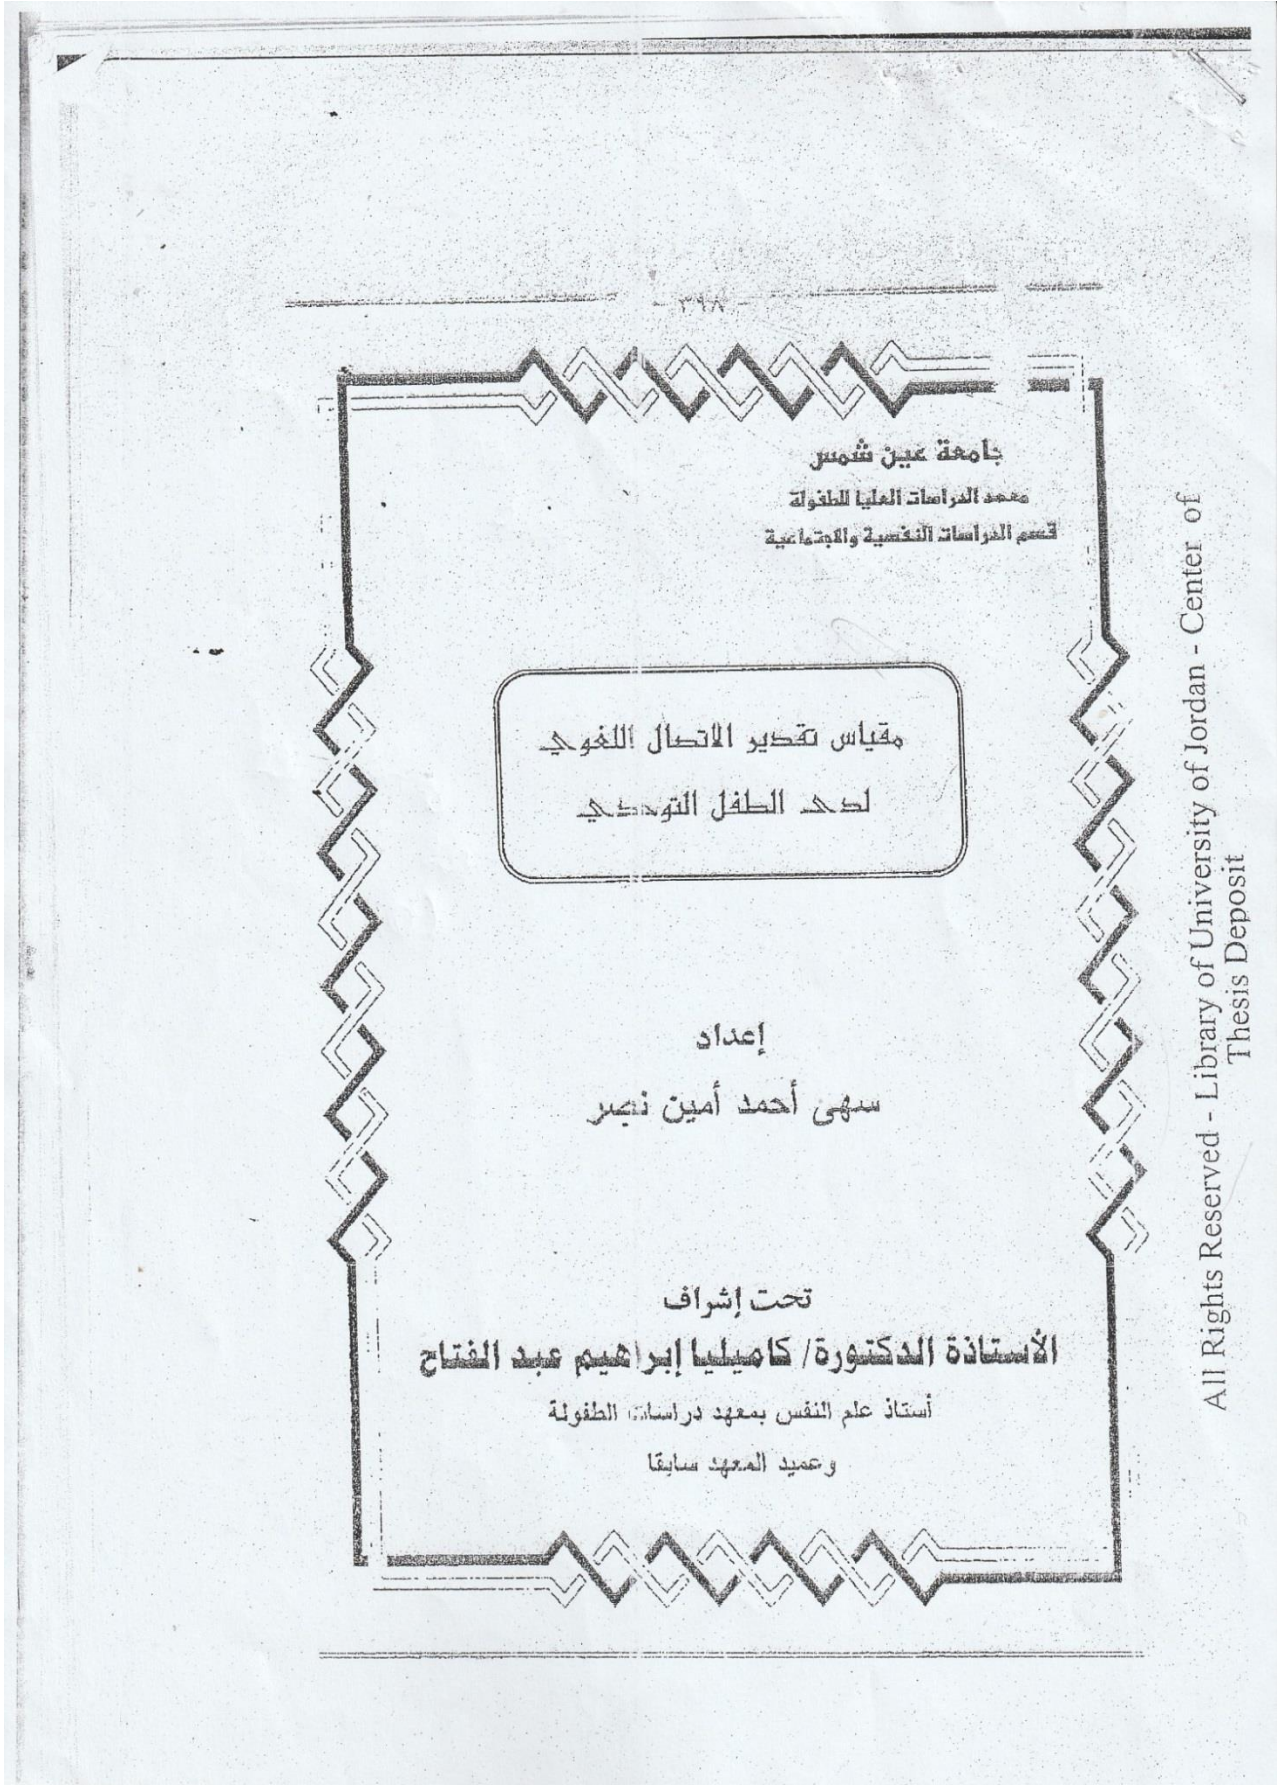 - ٣٩٨ -
جامعة عين شمس
معهد الدراسات العليا للطفولة
قسم الدراسات النفسية والاجتماعية
مقياس تقدير الاتصال اللغوي
لدى الطفل التوحدي
إعداد
سهى أحمد أمين نصر
تحت إشراف
الأستاذة الدكتورة/ كاميليا إبراهيم عبد الفتاح
أستاذ علم النفس بمعهد دراسات الطفولة
وعميد المعهد سابقا
All Rights Reserved - Library of University of Jordan - Center of
Thesis Deposit